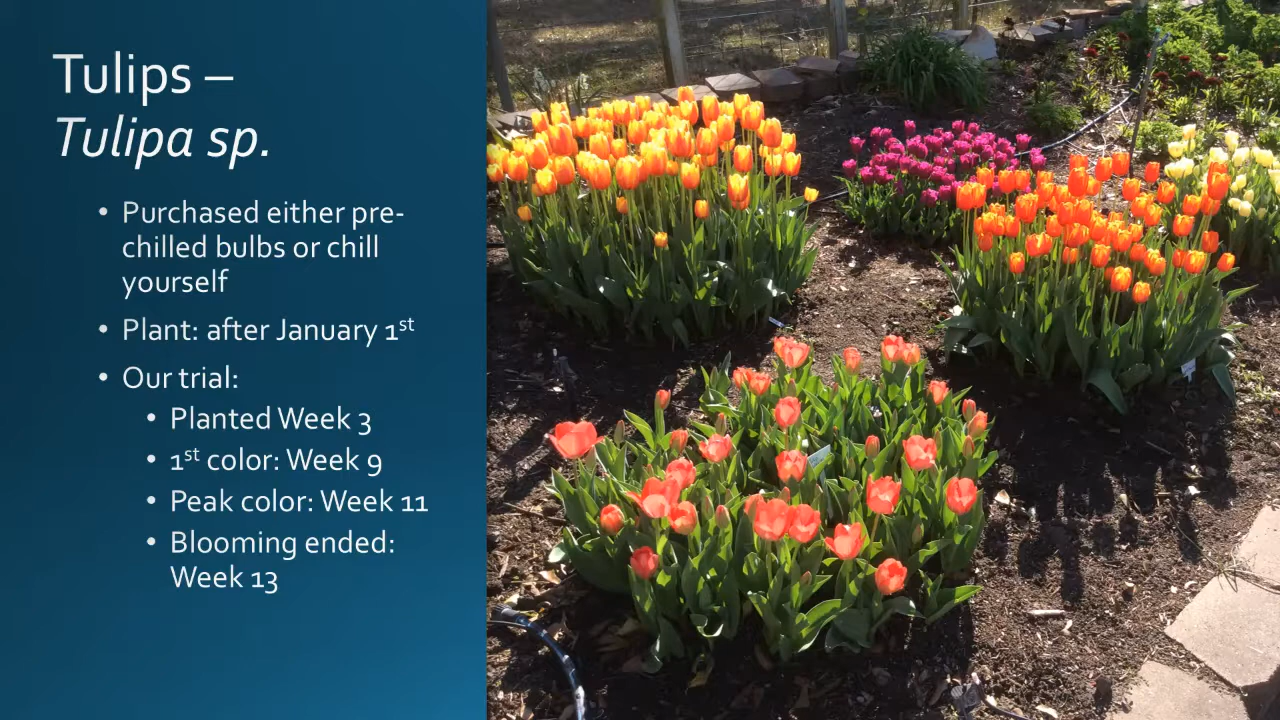 Tulips –
Tulipa sp.
• Purchased either pre-
chilled bulbs or chill
yourself
• Plant: after January 1st
• Our trial:
• Planted Week 3
• 1st color: Week 9
• Peak color: Week 11
• Blooming ended:
Week 13